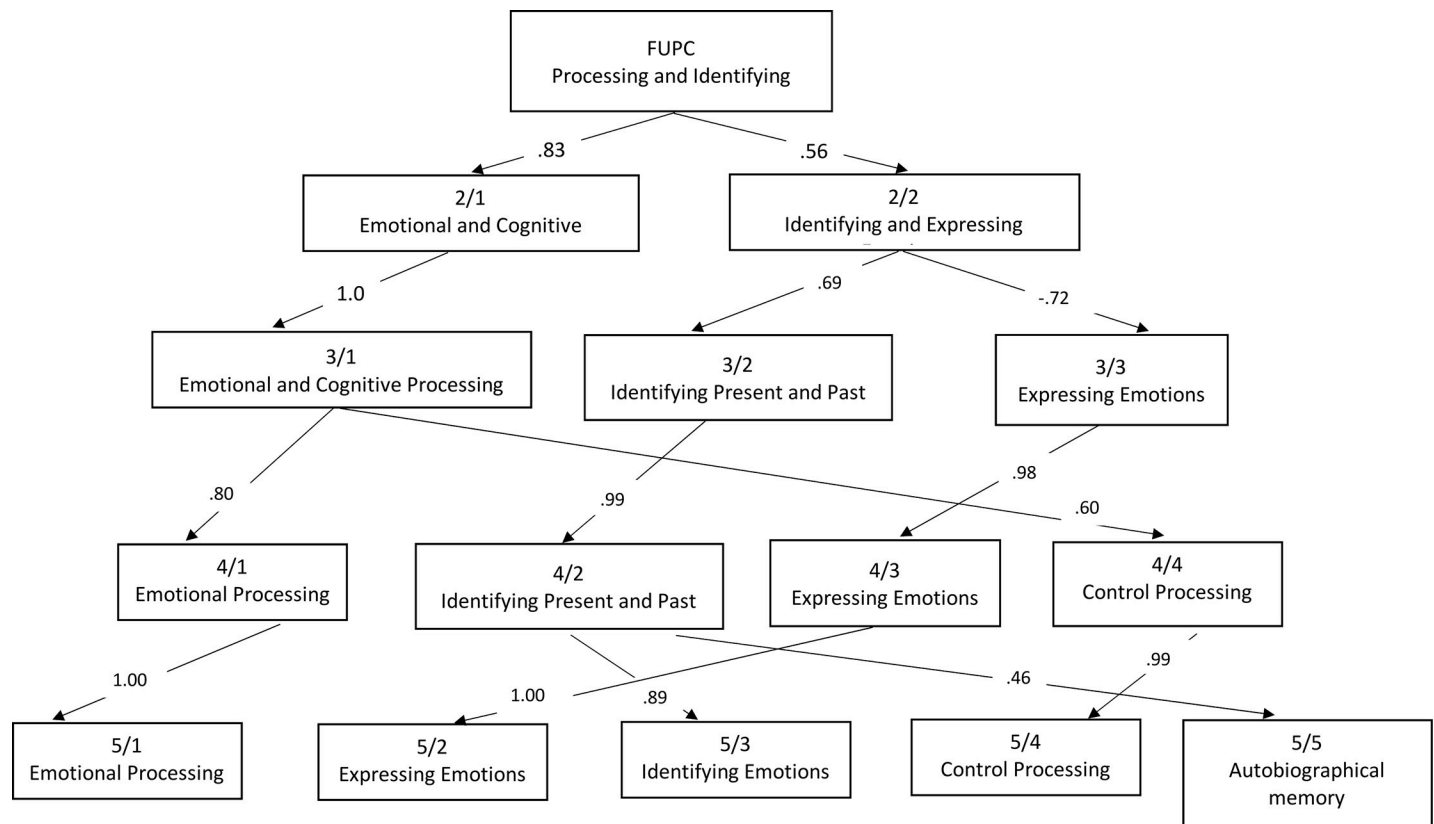 FUPC
Processing and Identifying
.83
.56
2/1
Emotional and Cognitive
2/2
Identifying and Expressing
1.0
.69
-.72
3/1
Emotional and Cognitive Processing
3/2
Identifying Present and Past
3/3
Expressing Emotions
.80
.99
.98
.60
4/1
Emotional Processing
4/2
Identifying Present and Past
4/3
Expressing Emotions
4/4
Control Processing
1.00
1.00
.89
.46
.99
5/1
Emotional Processing
5/2
Expressing Emotions
5/3
Identifying Emotions
5/4
Control Processing
5/5
Autobiographical
memory